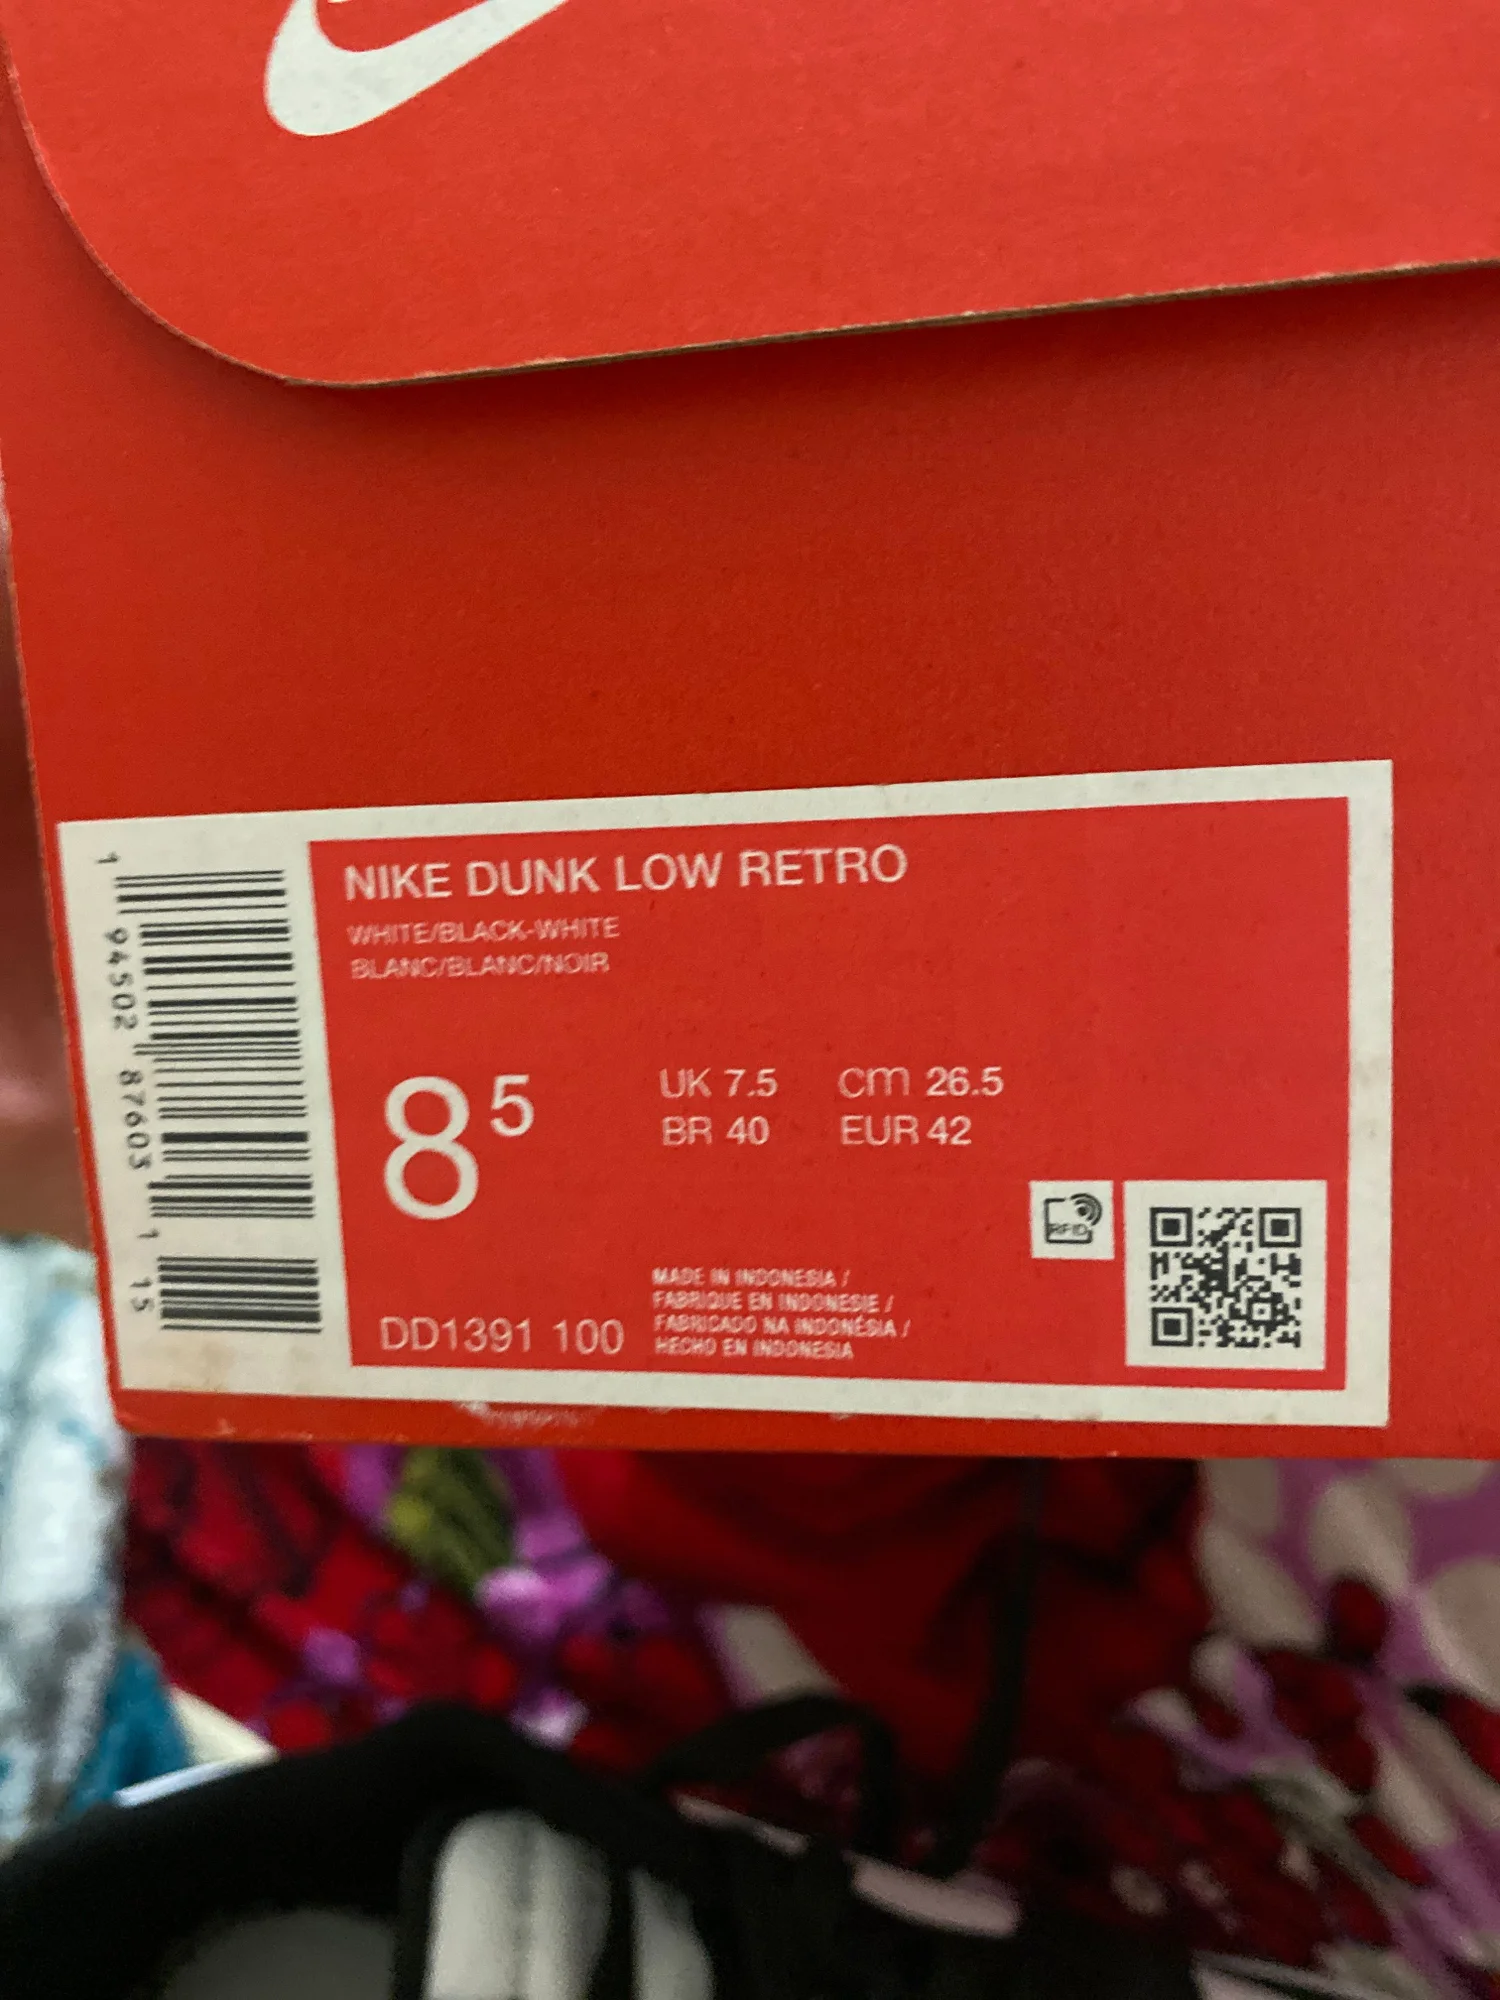 NIKE DUNK LOW RETRO
WHITE/BLACK-WHITE
BLANC/BLANC/NOIR
8 5
UK 7.5 cm 26.5
BR 40 EUR 42
RFID
MADE IN INDONESIA /
FABRIQUE EN INDONESIE /
FABRICADO NA INDONÉSIA /
HECHO EN INDONESIA
DD1391 100
1 94502 87603 1 15